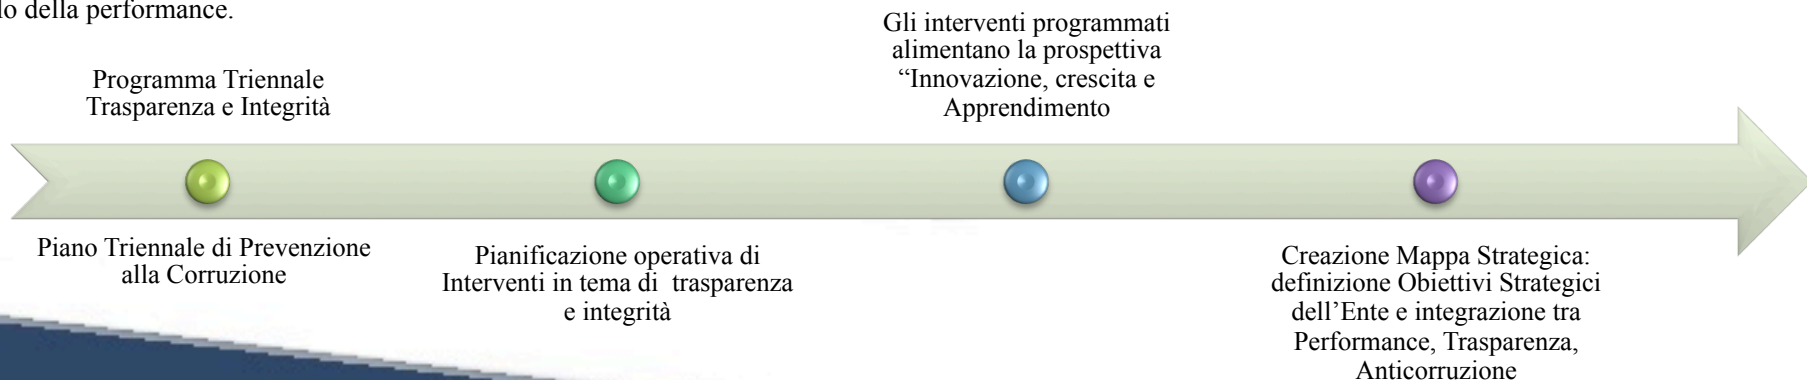 lo della performance.
Programma Triennale
Trasparenza e Integrità
Piano Triennale di Prevenzione
alla Corruzione
Pianificazione operativa di
Interventi in tema di trasparenza
e integrità
Gli interventi programmati
alimentano la prospettiva
“Innovazione, crescita e
Apprendimento
Creazione Mappa Strategica:
definizione Obiettivi Strategici
dell’Ente e integrazione tra
Performance, Trasparenza,
Anticorruzione